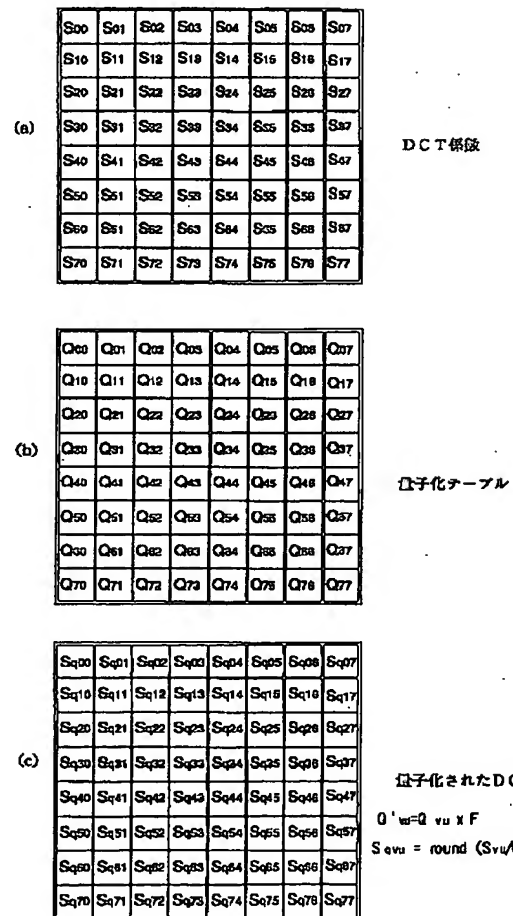 S00 S01 S02 S03 S04 S05 S06 S07
S10 S11 S12 S13 S14 S15 S16 S17
S20 S21 S22 S23 S24 S25 S26 S27
(a)
S30 S31 S32 S33 S34 S35 S36 S37
DCT係数
S40 S41 S42 S43 S44 S45 S46 S47
S50 S51 S52 S53 S54 S55 S56 S57
S60 S61 S62 S63 S64 S65 S66 S67
S70 S71 S72 S73 S74 S75 S76 S77
Q00 Q01 Q02 Q03 Q04 Q05 Q06 Q07
Q10 Q11 Q12 Q13 Q14 Q15 Q16 Q17
Q20 Q21 Q22 Q23 Q24 Q25 Q26 Q27
(b)
Q30 Q31 Q32 Q33 Q34 Q35 Q36 Q37
Q40 Q41 Q42 Q43 Q44 Q45 Q46 Q47
量子化テーブル
Q50 Q51 Q52 Q53 Q54 Q55 Q56 Q57
Q60 Q61 Q62 Q63 Q64 Q65 Q66 Q67
Q70 Q71 Q72 Q73 Q74 Q75 Q76 Q77
Sq00 Sq01 Sq02 Sq03 Sq04 Sq05 Sq06 Sq07
Sq10 Sq11 Sq12 Sq13 Sq14 Sq15 Sq16 Sq17
Sq20 Sq21 Sq22 Sq23 Sq24 Sq25 Sq26 Sq27
(c)
Sq30 Sq31 Sq32 Sq33 Sq34 Sq35 Sq36 Sq37
量子化されたDC
Sq40 Sq41 Sq42 Sq43 Sq44 Sq45 Sq46 Sq47
Q'vu=Q vu x F
Sq50 Sq51 Sq52 Sq53 Sq54 Sq55 Sq56 Sq57
S qvu = round (Svu/
Sq60 Sq61 Sq62 Sq63 Sq64 Sq65 Sq66 Sq67
Sq70 Sq71 Sq72 Sq73 Sq74 Sq75 Sq76 Sq77